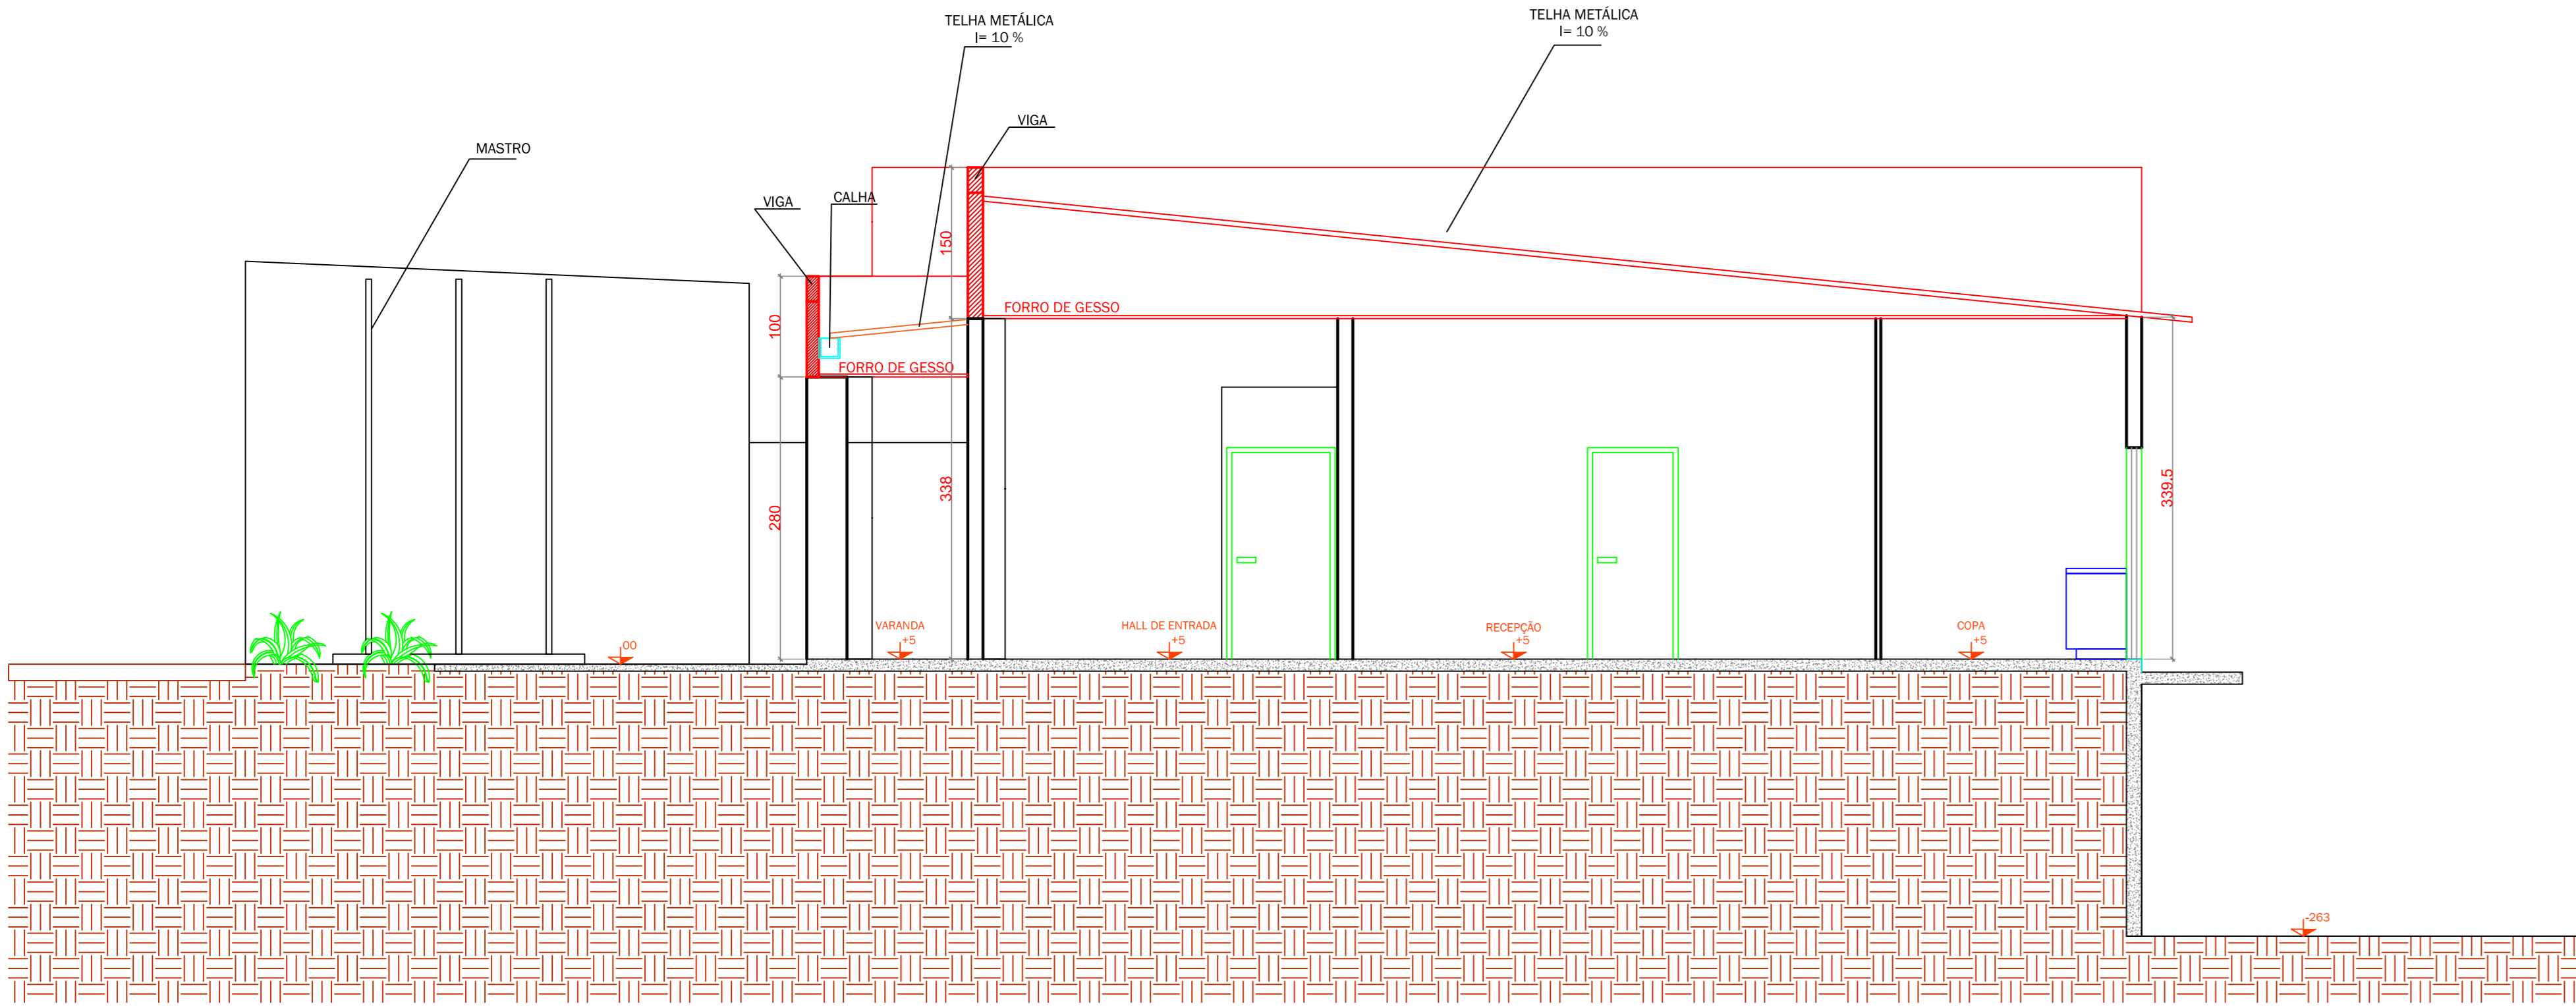 TELHA METÁLICA
I= 10 %
TELHA METÁLICA
I= 10 %
VIGA
MASTRO
VIGA
CALHA
150
100
FORRO DE GESSO
FORRO DE GESSO
280
338
339.5
VARANDA
+5
HALL DE ENTRADA
+5
RECEPÇÃO
+5
COPA
+5
00
-263